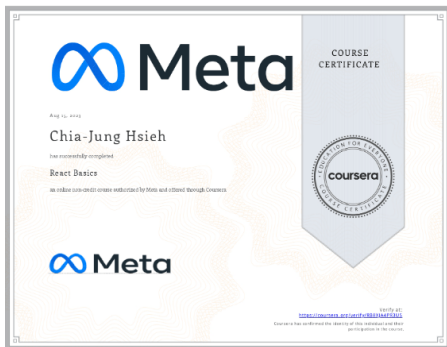 Meta
COURSE
CERTIFICATE
Chia-Jung Hsieh
has successfully completed
React Basics
an online non-credit course authorized by Meta and offered through Coursera
EDUCATION FOR EVERYONE
coursera
COURSE CERTIFICATE
Meta
Verify at:
Coursera has confirmed the identity of this individual and their
participation in the course.